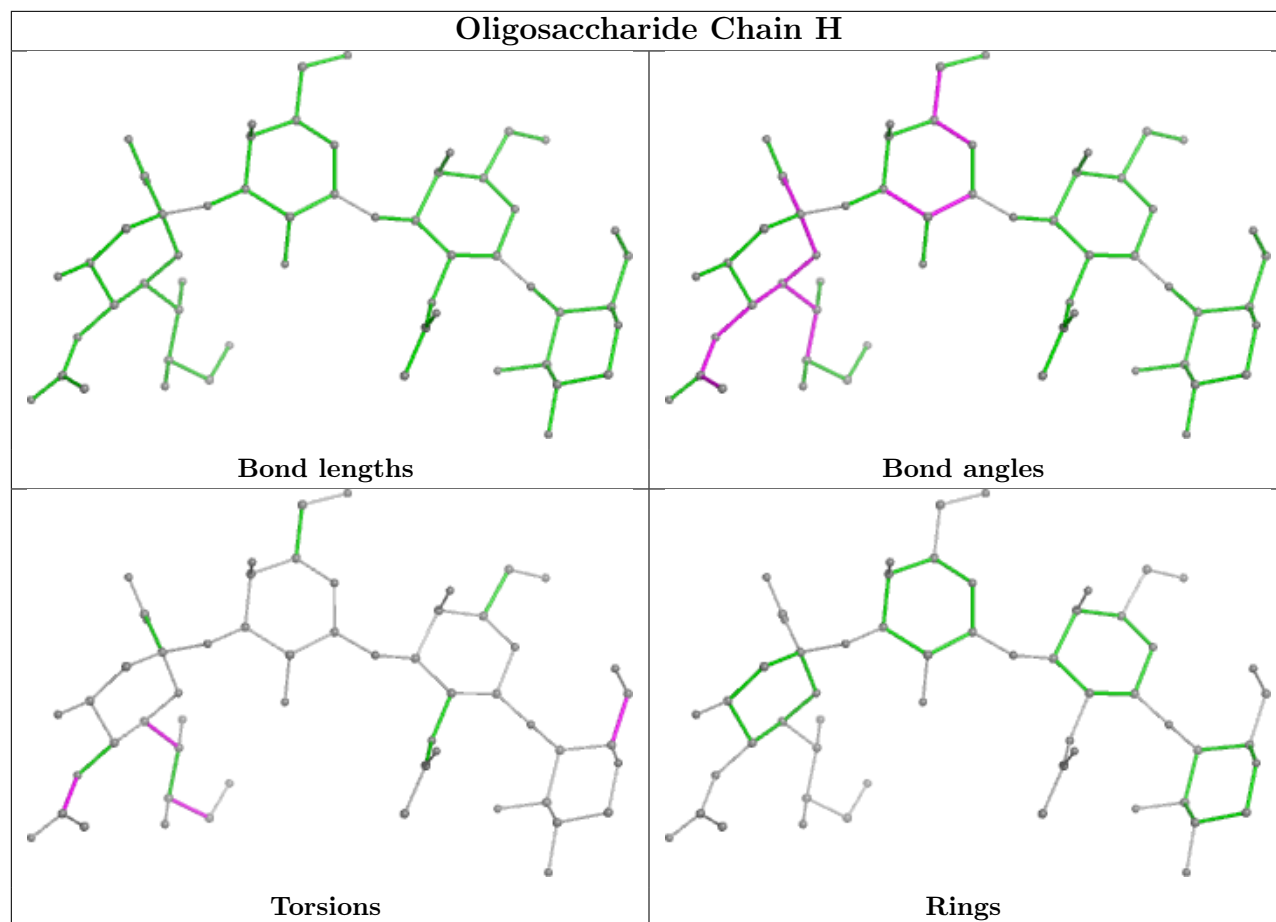 Oligosaccharide Chain H
Bond lengths
Bond angles
Torsions
Rings